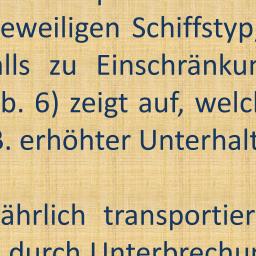 eweiligen Schiffstyp,
alls zu Einschränkun
b. 6) zeigt auf, welch
3. erhöhter Unterhalt
ährlich transportier
durch Unterbrechun